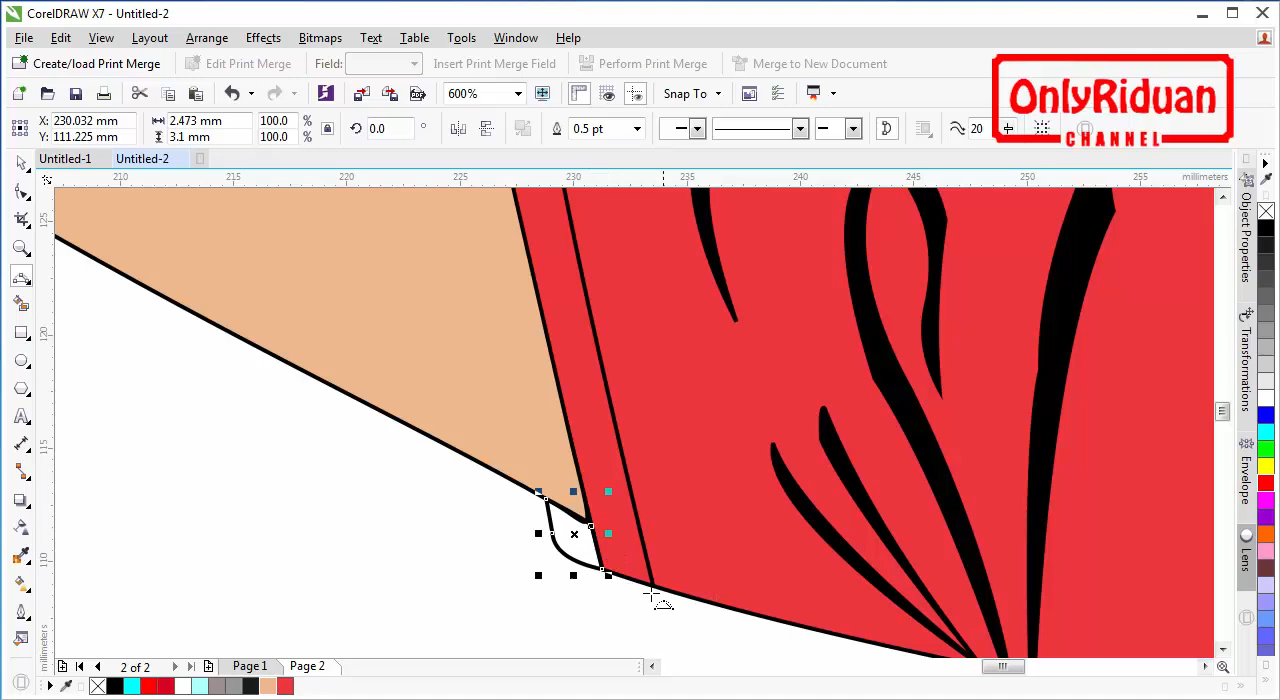 CorelDRAW X7 - Untitled-2
File Edit View Layout Arrange Effects Bitmaps Text Table Tools Window Help
Create/load Print Merge Edit Print Merge Field: Insert Print Merge Field Perform Print Merge Merge to New Document
600% Snap To
OnlyRiduan
CHANNEL
X: 230.032 mm 2.473 mm 100.0 %
Y: 111.225 mm 3.1 mm 100.0 %
0.0 ° 0.5 pt 20
Untitled-1 Untitled-2
210 215 220 225 230 235 240 245 250 255 millimeters
125
120
115
110
millimeters
Object Properties
Transformations
Envelope
Lens
2 of 2 Page 1 Page 2